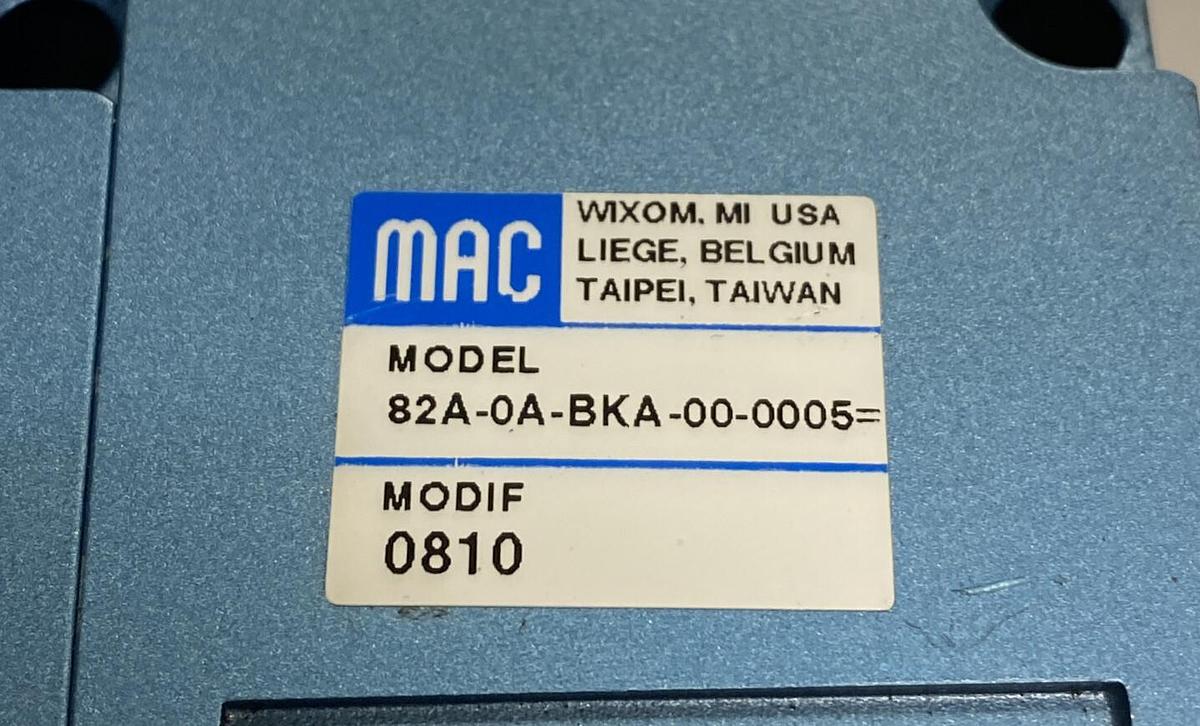 MAC
WIXOM, MI USA
LIEGE, BELGIUM
TAIPEI, TAIWAN
MODEL
82A-0A-BKA-00-0005=
MODIF
0810